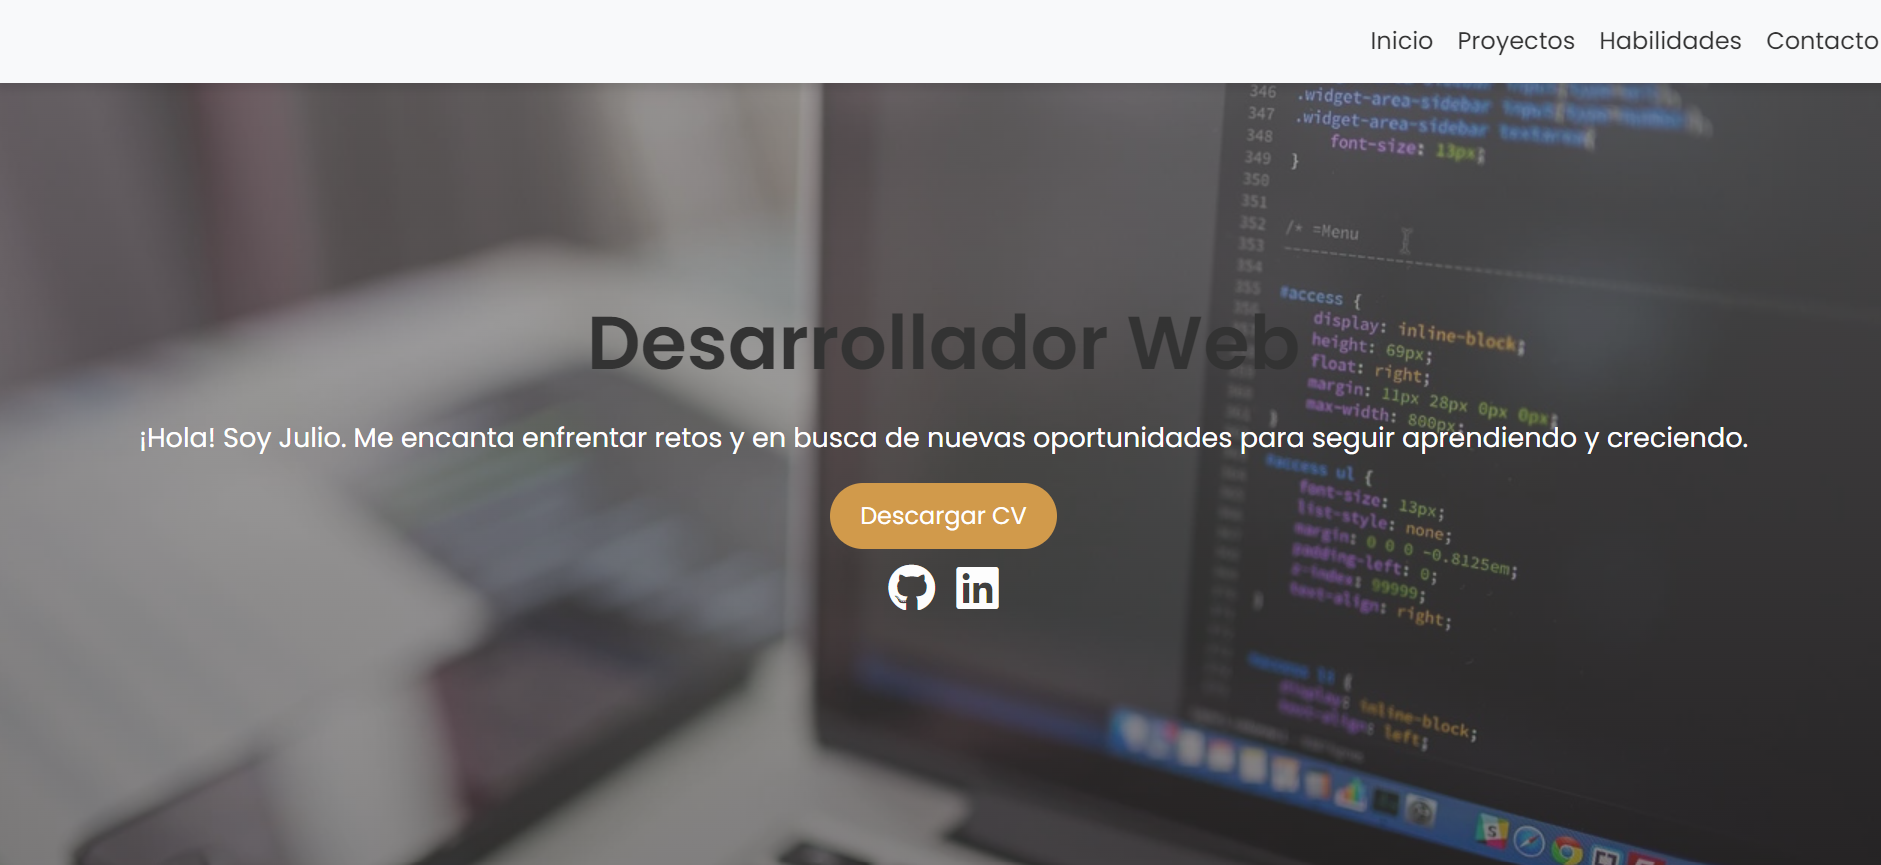 Inicio Proyectos Habilidades Contacto
346
347 .widget-area-sidebar
348 .widget-area-sidebar textarea{
349 font-size: 13px;
350 }
351
352
353 /* =Menu
354
355
#access {
display: inline-block;
height: 69px;
float: right;
margin: 11px 28px 0px 0px;
max-width: 800px;
}
Desarrollador Web
¡Hola! Soy Julio. Me encanta enfrentar retos y en busca de nuevas oportunidades para seguir aprendiendo y creciendo.
#access ul {
font-size: 13px;
list-style: none;
margin: 0 0 0 -0.8125em;
padding-left: 0;
z-index: 99999;
text-align: right;
}
Descargar CV
in
#access li {
display: inline-block;
text-align: left;